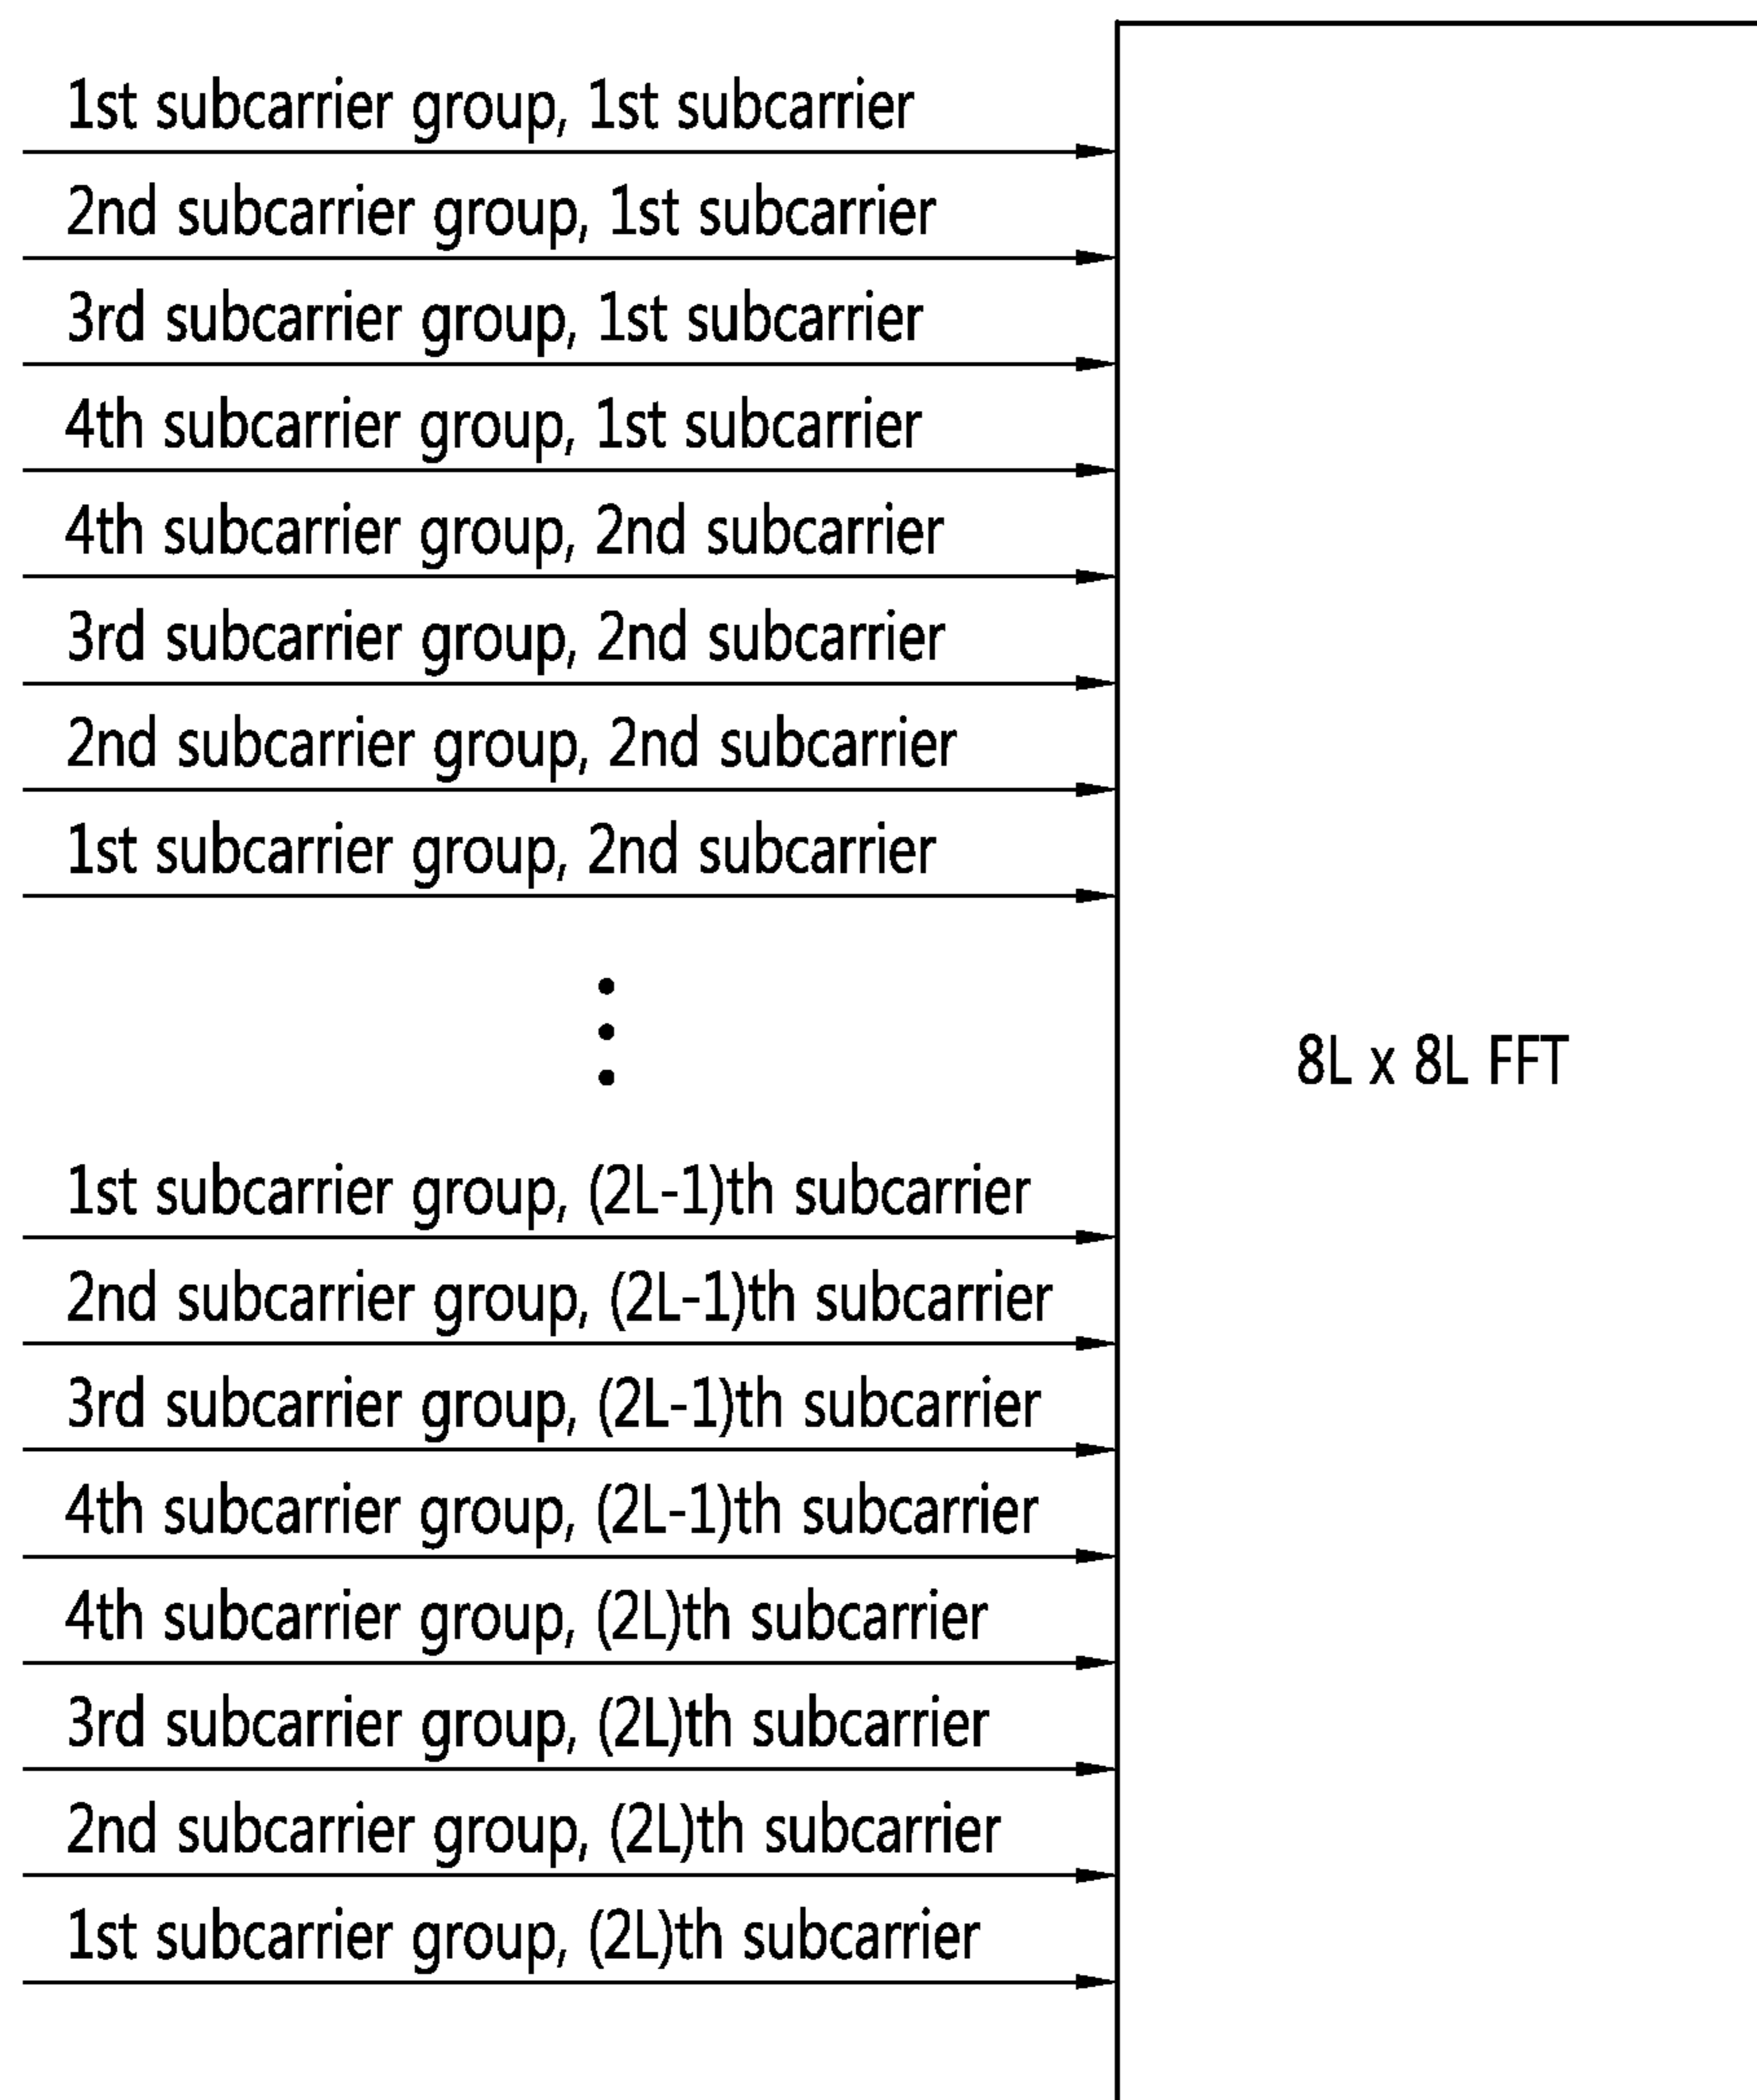 1st subcarrier group, 1st subcarrier
2nd subcarrier group, 1st subcarrier
3rd subcarrier group, 1st subcarrier
4th subcarrier group, 1st subcarrier
4th subcarrier group, 2nd subcarrier
3rd subcarrier group, 2nd subcarrier
2nd subcarrier group, 2nd subcarrier
1st subcarrier group, 2nd subcarrier
8L x 8L FFT
1st subcarrier group, (2L-1)th subcarrier
2nd subcarrier group, (2L-1)th subcarrier
3rd subcarrier group, (2L-1)th subcarrier
4th subcarrier group, (2L-1)th subcarrier
4th subcarrier group, (2L)th subcarrier
3rd subcarrier group, (2L)th subcarrier
2nd subcarrier group, (2L)th subcarrier
1st subcarrier group, (2L)th subcarrier